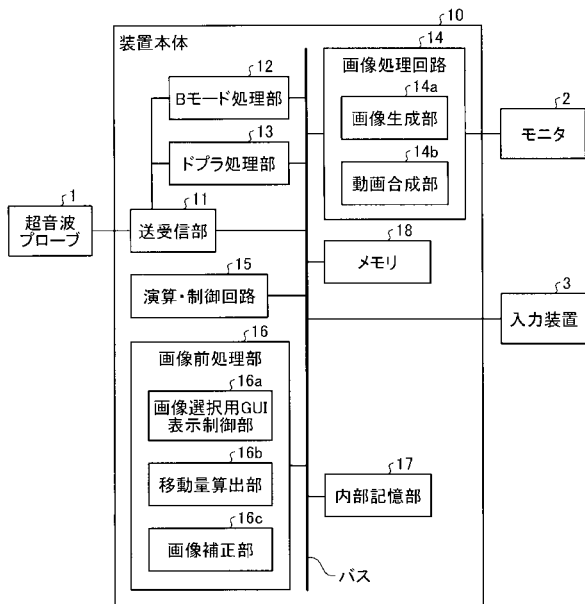 10
装置本体
12
Bモード処理部
13
ドプラ処理部
1
超音波
プローブ
11
送受信部
14
画像処理回路
14a
画像生成部
14b
動画合成部
2
モニタ
18
メモリ
15
演算・制御回路
3
入力装置
16
画像前処理部
16a
画像選択用GUI
表示制御部
16b
移動量算出部
16c
画像補正部
17
内部記憶部
バス